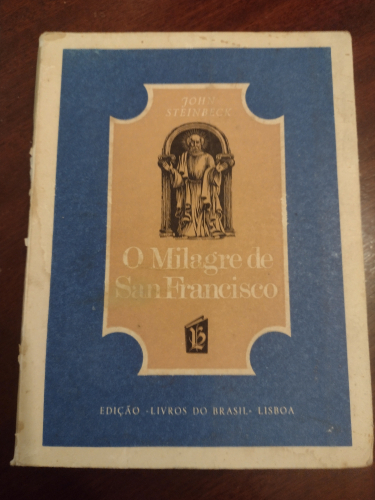 JOHN
STEINBECK
O Milagre de
San Francisco
EDIÇÃO «LIVROS DO BRASIL» LISBOA